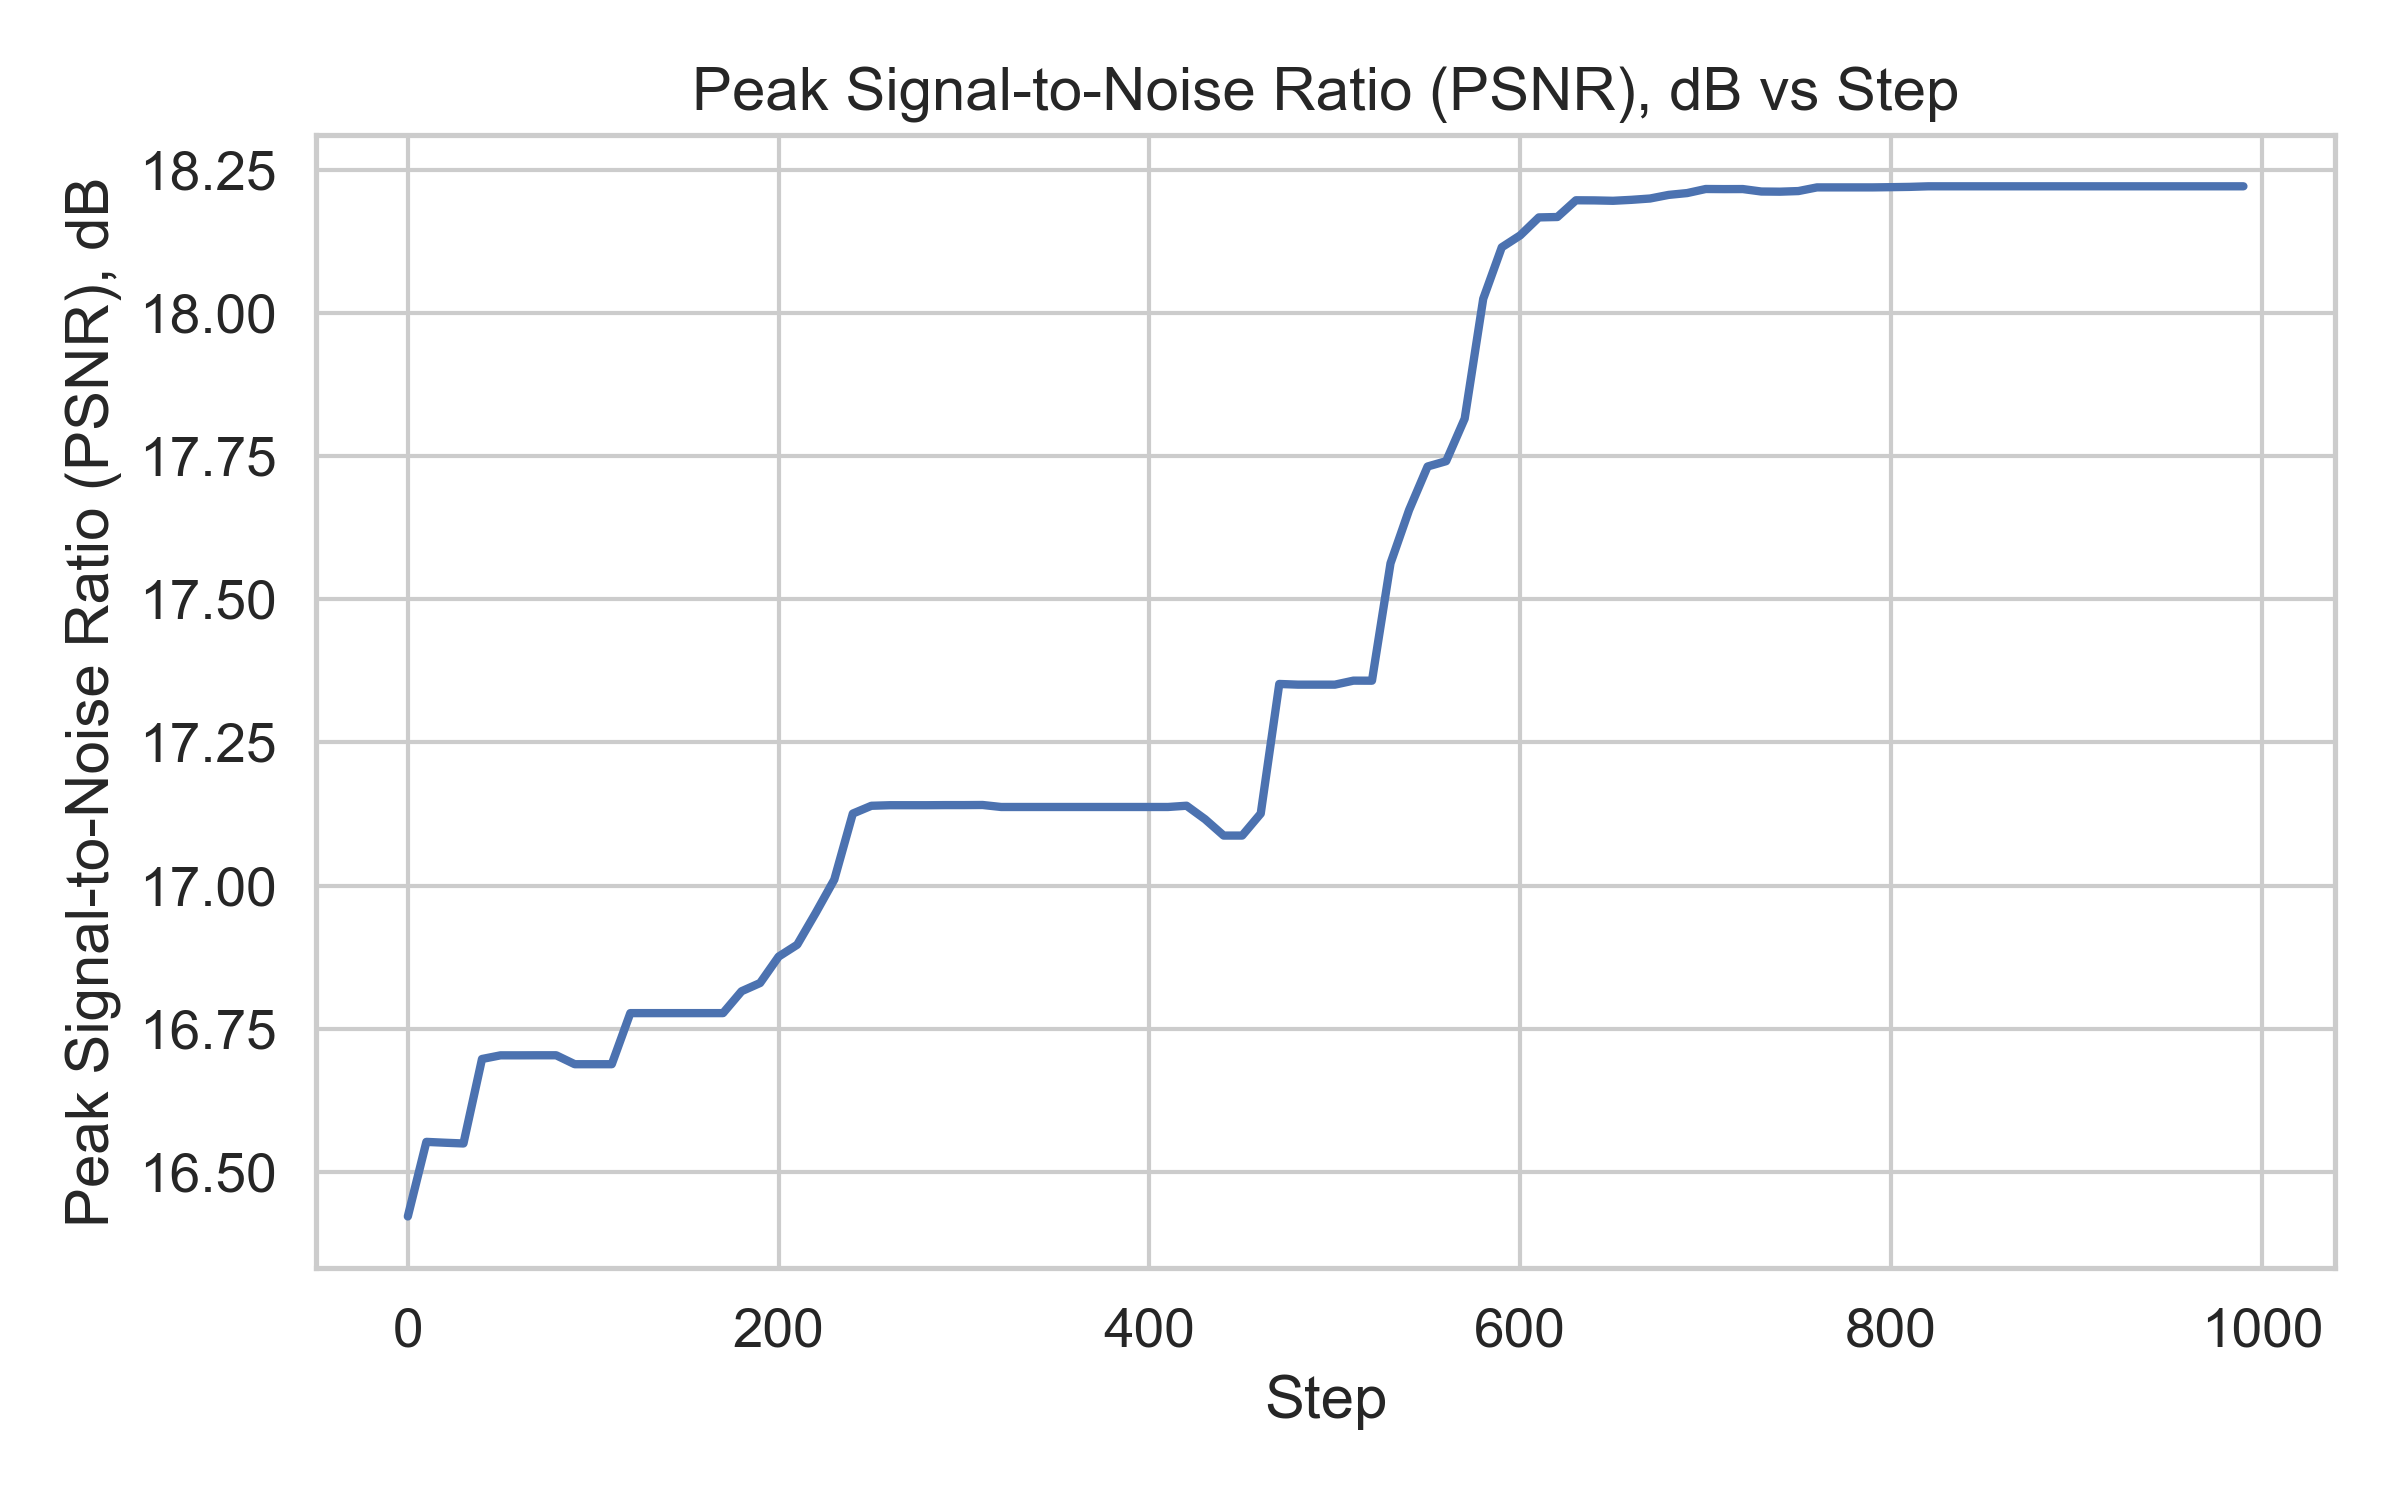 Peak Signal-to-Noise Ratio (PSNR), dB vs Step
Peak Signal-to-Noise Ratio (PSNR), dB
18.25
18.00
17.75
17.50
17.25
17.00
16.75
16.50
0 200 400 600 800 1000
Step